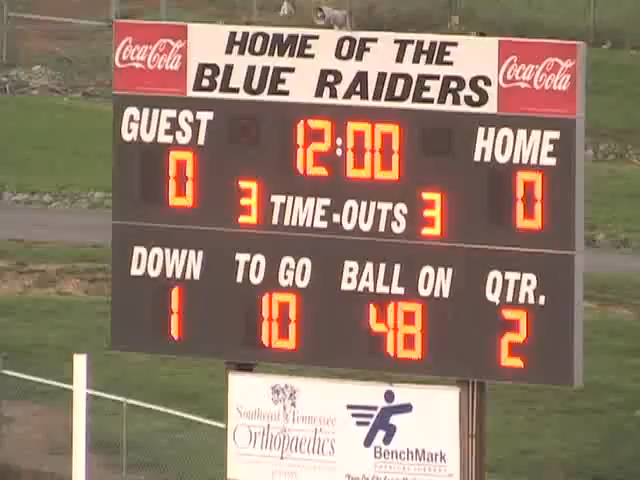 Coca-Cola HOME OF THE Coca-Cola
BLUE RAIDERS
GUEST 12:00 HOME
0 3 TIME-OUTS 3 0
DOWN TO GO BALL ON QTR.
1 10 48 2
Southeast Tennessee
Orthopaedics
BenchMark